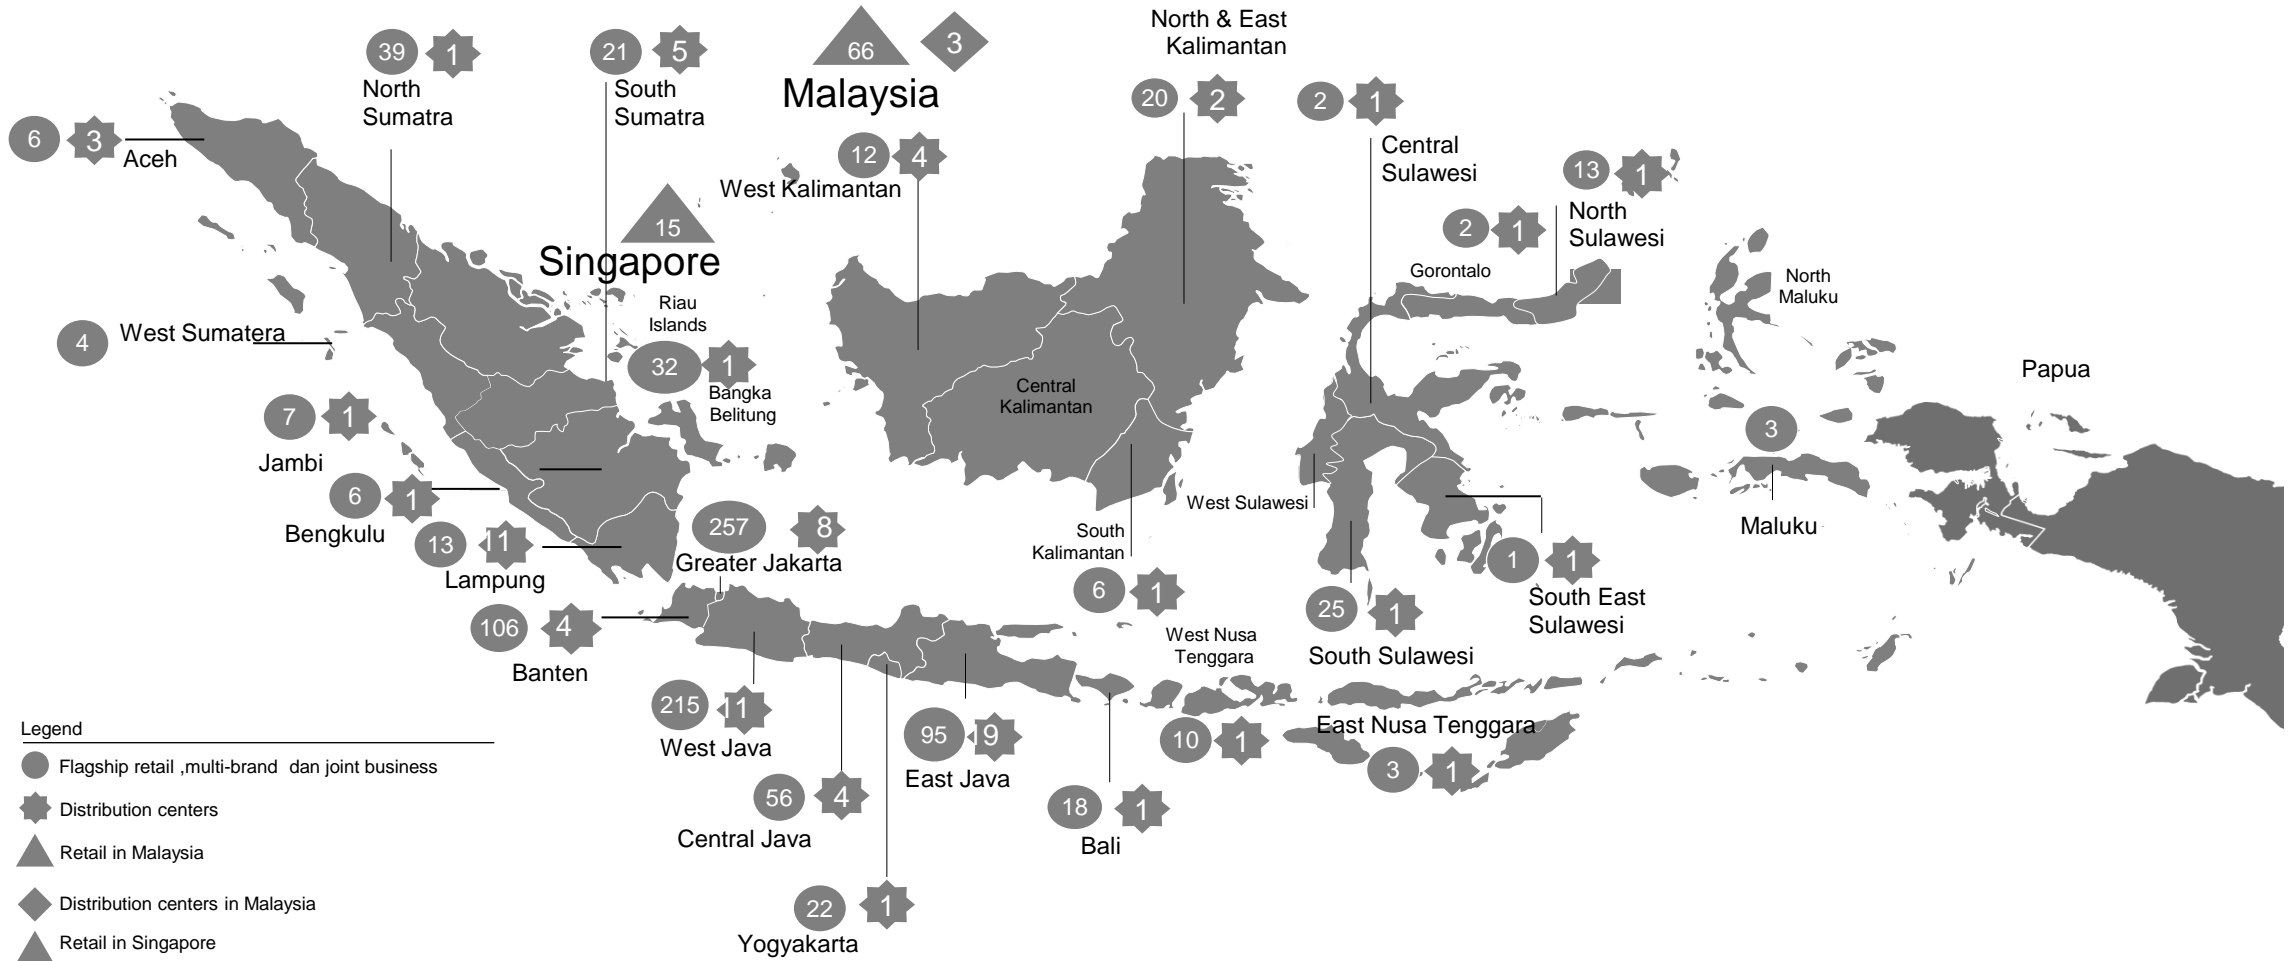 39 1
North
Sumatra
21 5
South
Sumatra
66 3
Malaysia
North & East
Kalimantan
20 2
2 1
Central
Sulawesi
6 3
Aceh
12 4
West Kalimantan
13 1
North
Sulawesi
15
Singapore
2 1
Gorontalo
North
Maluku
Riau
Islands
32 1
Bangka
Belitung
4
West Sumatera
Papua
Central
Kalimantan
7 1
Jambi
3
Maluku
6 1
Bengkulu
West Sulawesi
257 8
Greater Jakarta
13 11
Lampung
South
Kalimantan
6 1
1 1
South East
Sulawesi
25 1
South Sulawesi
106 4
Banten
West Nusa
Tenggara
10 1
215 11
West Java
95 19
East Java
East Nusa Tenggara
3 1
56 4
Central Java
18 1
Bali
22 1
Yogyakarta
Legend
Flagship retail ,multi-brand dan joint business
Distribution centers
Retail in Malaysia
Distribution centers in Malaysia
Retail in Singapore